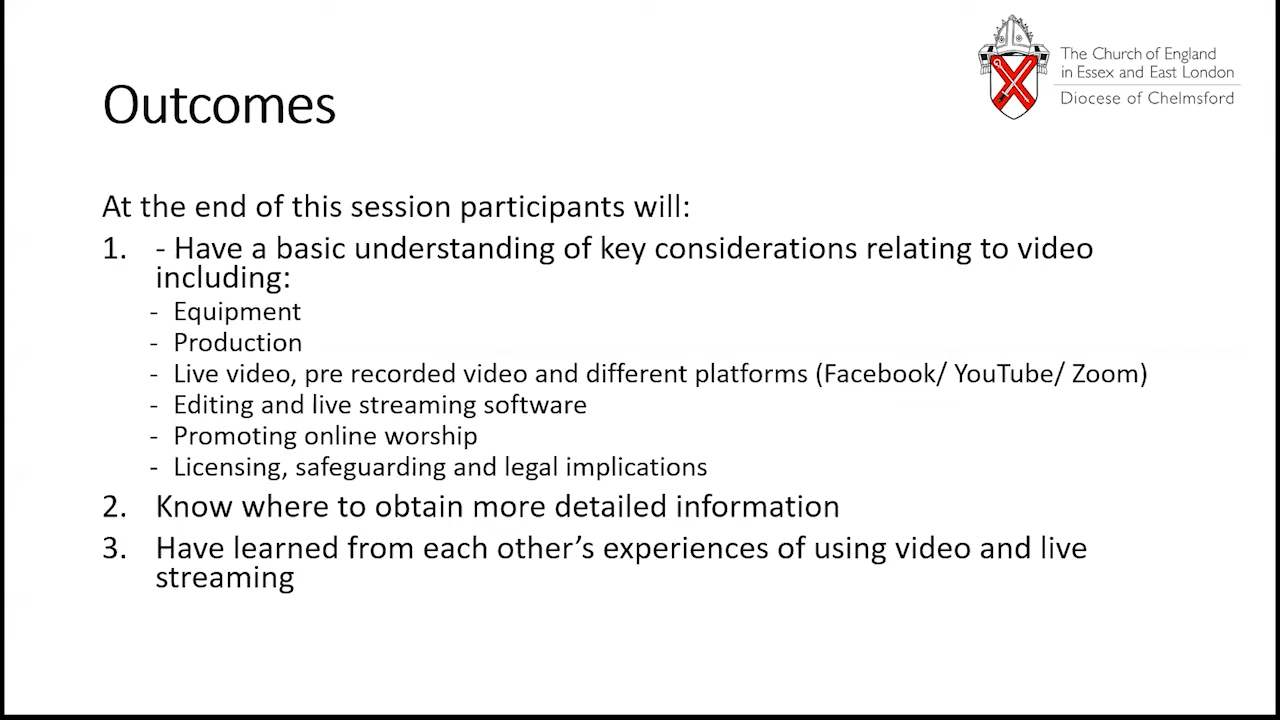 The Church of England
in Essex and East London
Diocese of Chelmsford
Outcomes
At the end of this session participants will:
1. - Have a basic understanding of key considerations relating to video
including:
- Equipment
- Production
- Live video, pre recorded video and different platforms (Facebook/ YouTube/ Zoom)
- Editing and live streaming software
- Promoting online worship
- Licensing, safeguarding and legal implications
2. Know where to obtain more detailed information
3. Have learned from each other’s experiences of using video and live
streaming